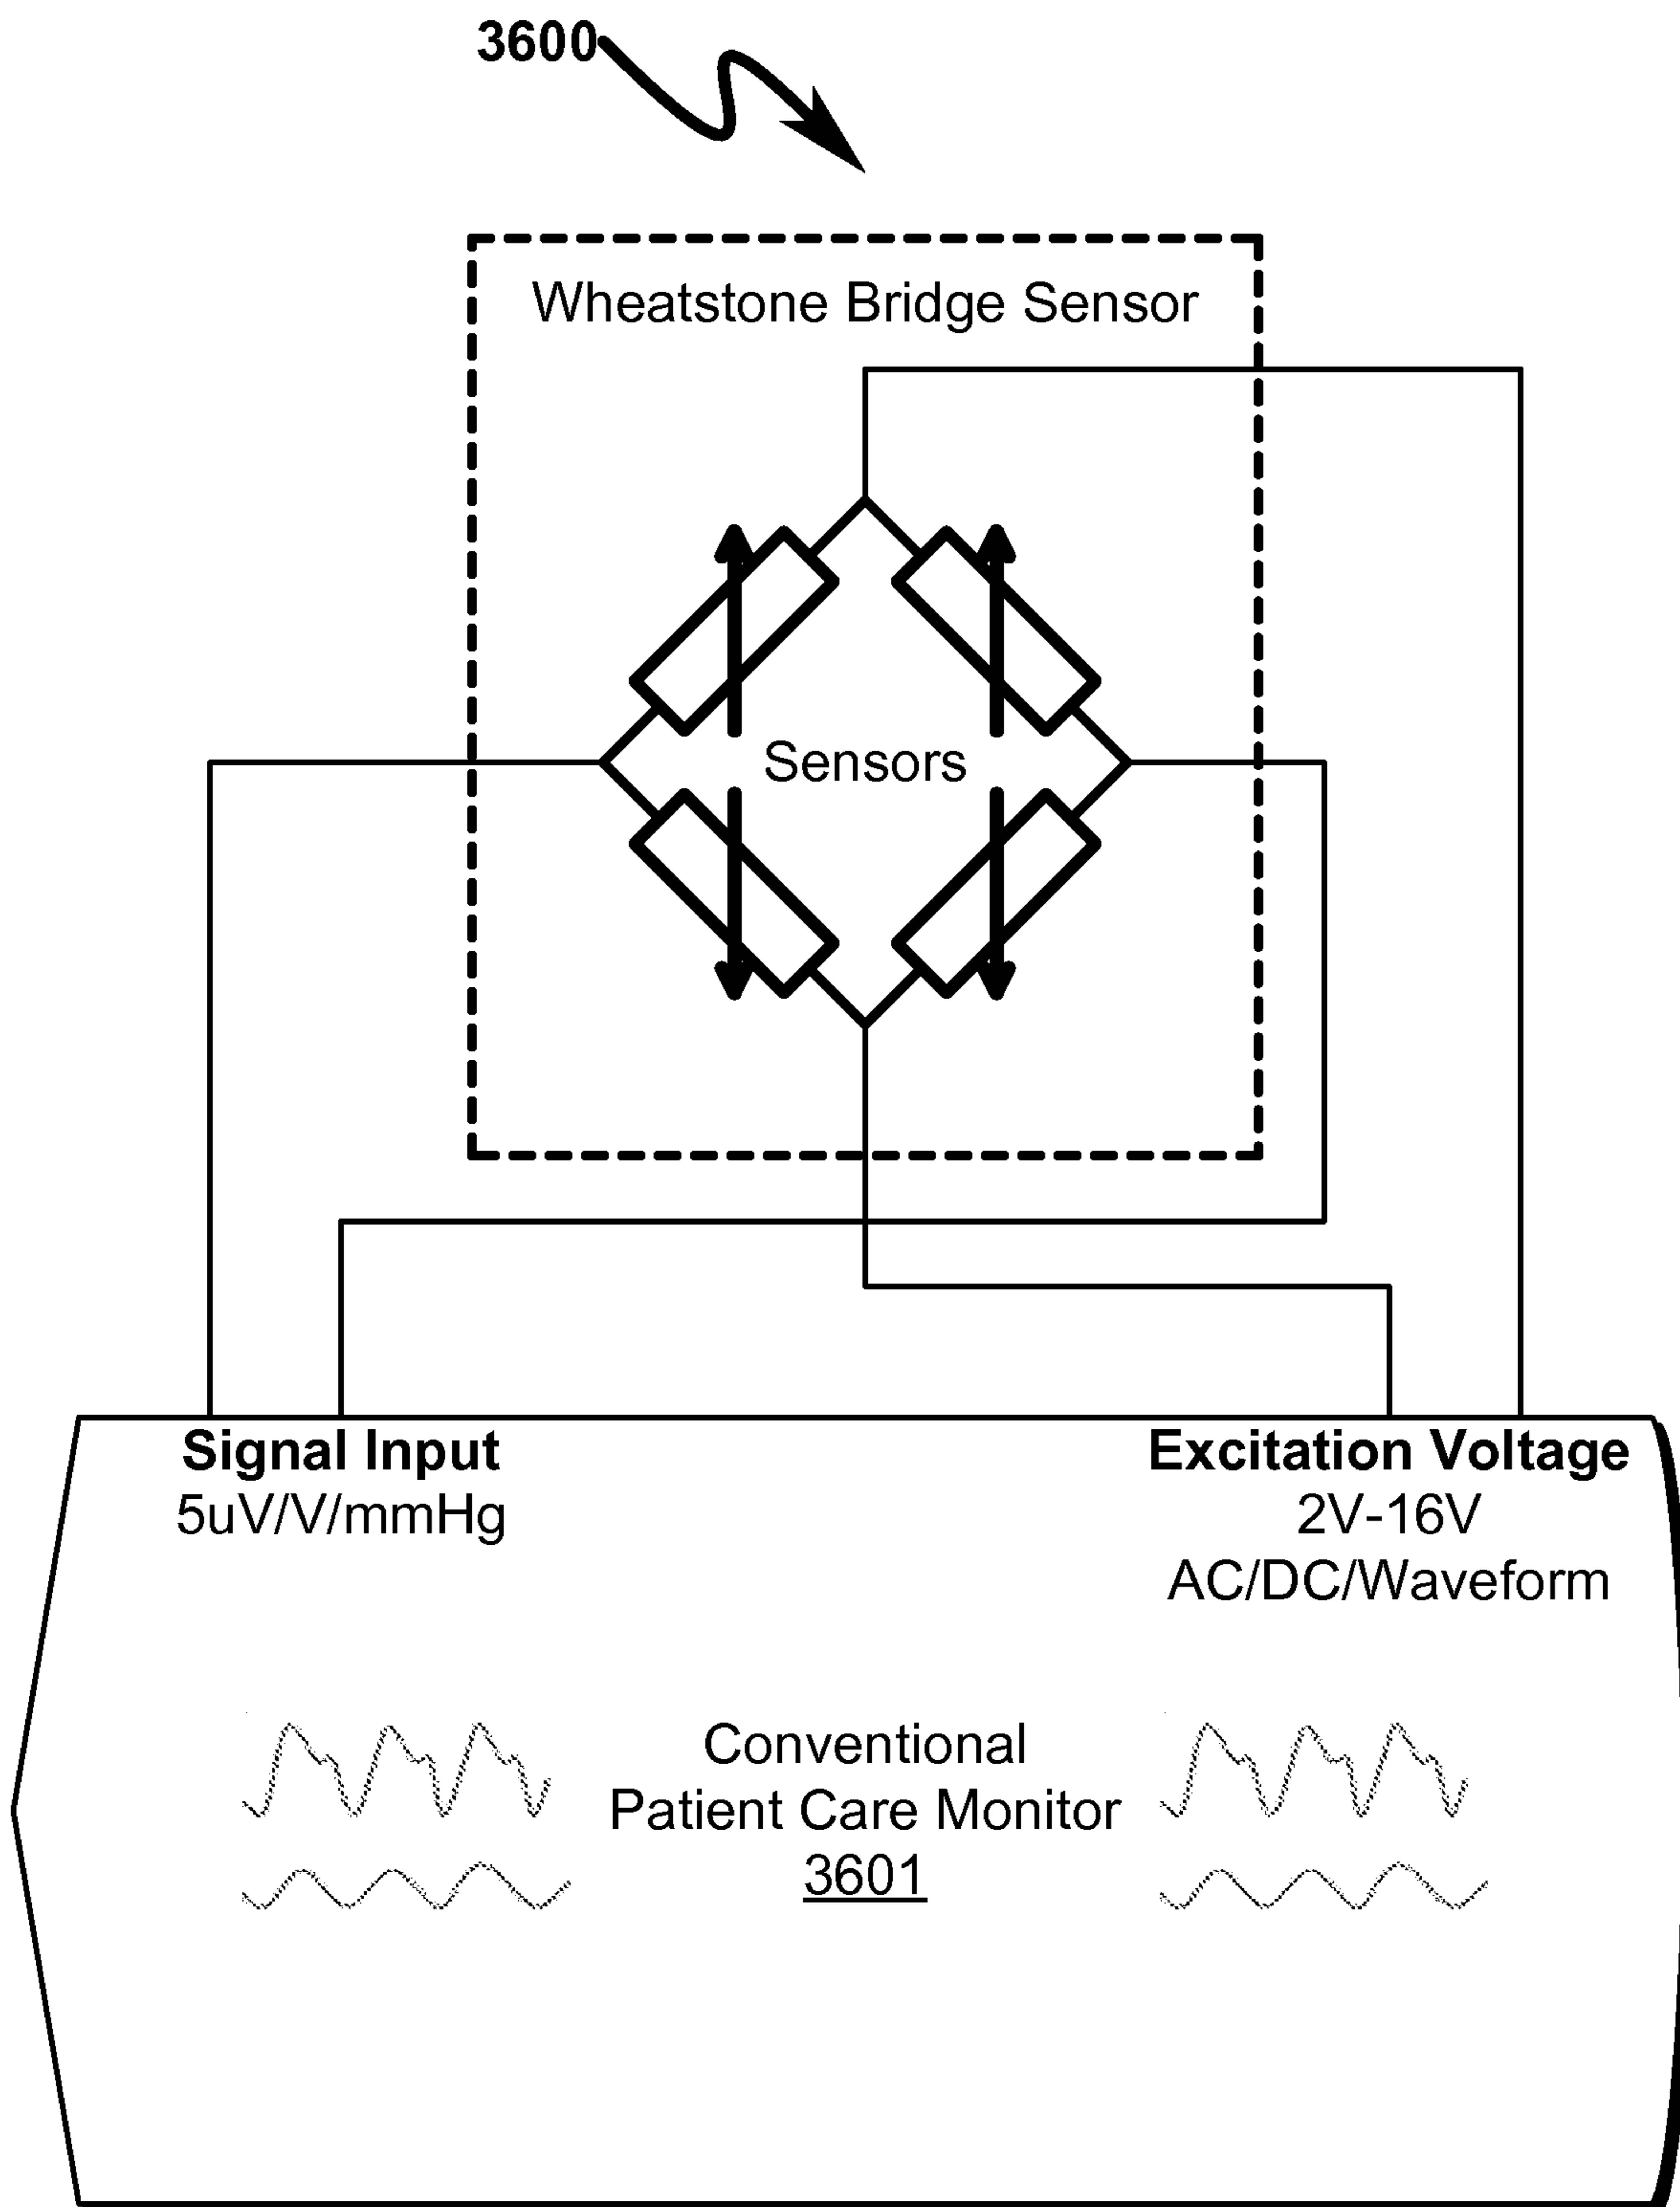 3600
Wheatstone Bridge Sensor
Sensors
Signal Input
5uV/V/mmHg
Excitation Voltage
2V-16V
AC/DC/Waveform
Conventional
Patient Care Monitor
3601